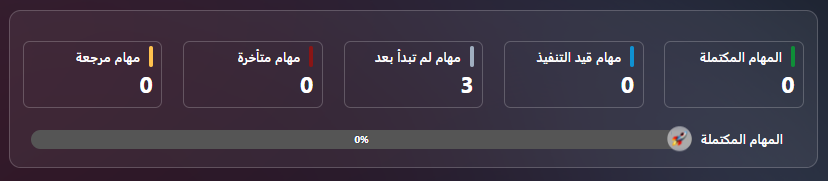 المهام المكتملة
0
مهام قيد التنفيذ
0
مهام لم تبدأ بعد
3
مهام متأخرة
0
مهام مرجعة
0
المهام المكتملة
0%